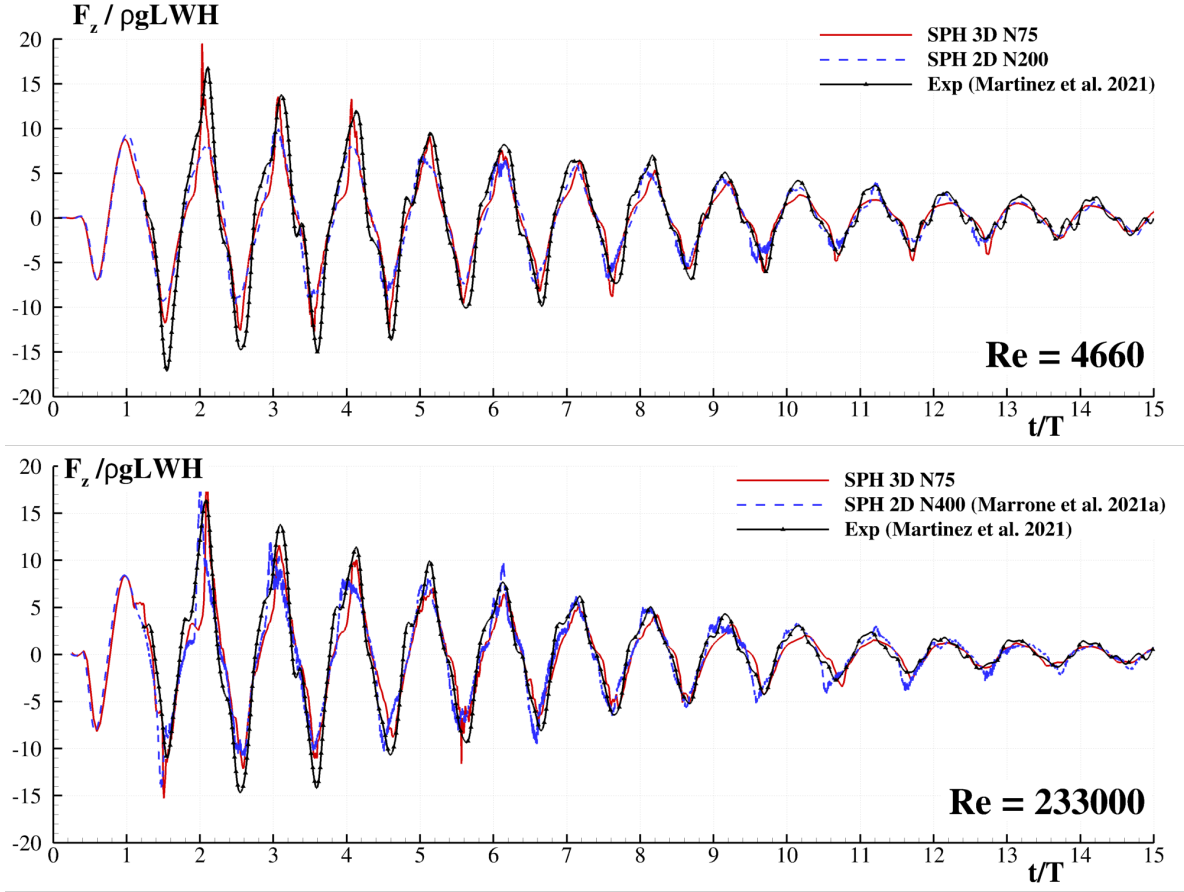 F_z / ρgLWH
SPH 3D N75
SPH 2D N200
Exp (Martinez et al. 2021)
20
15
10
5
0
-5
-10
-15
-20
Re = 4660
0 1 2 3 4 5 6 7 8 9 10 11 12 13 14 15
t/T
F_z /ρgLWH
SPH 3D N75
SPH 2D N400 (Marrone et al. 2021a)
Exp (Martinez et al. 2021)
20
15
10
5
0
-5
-10
-15
-20
Re = 233000
0 1 2 3 4 5 6 7 8 9 10 11 12 13 14 15
t/T